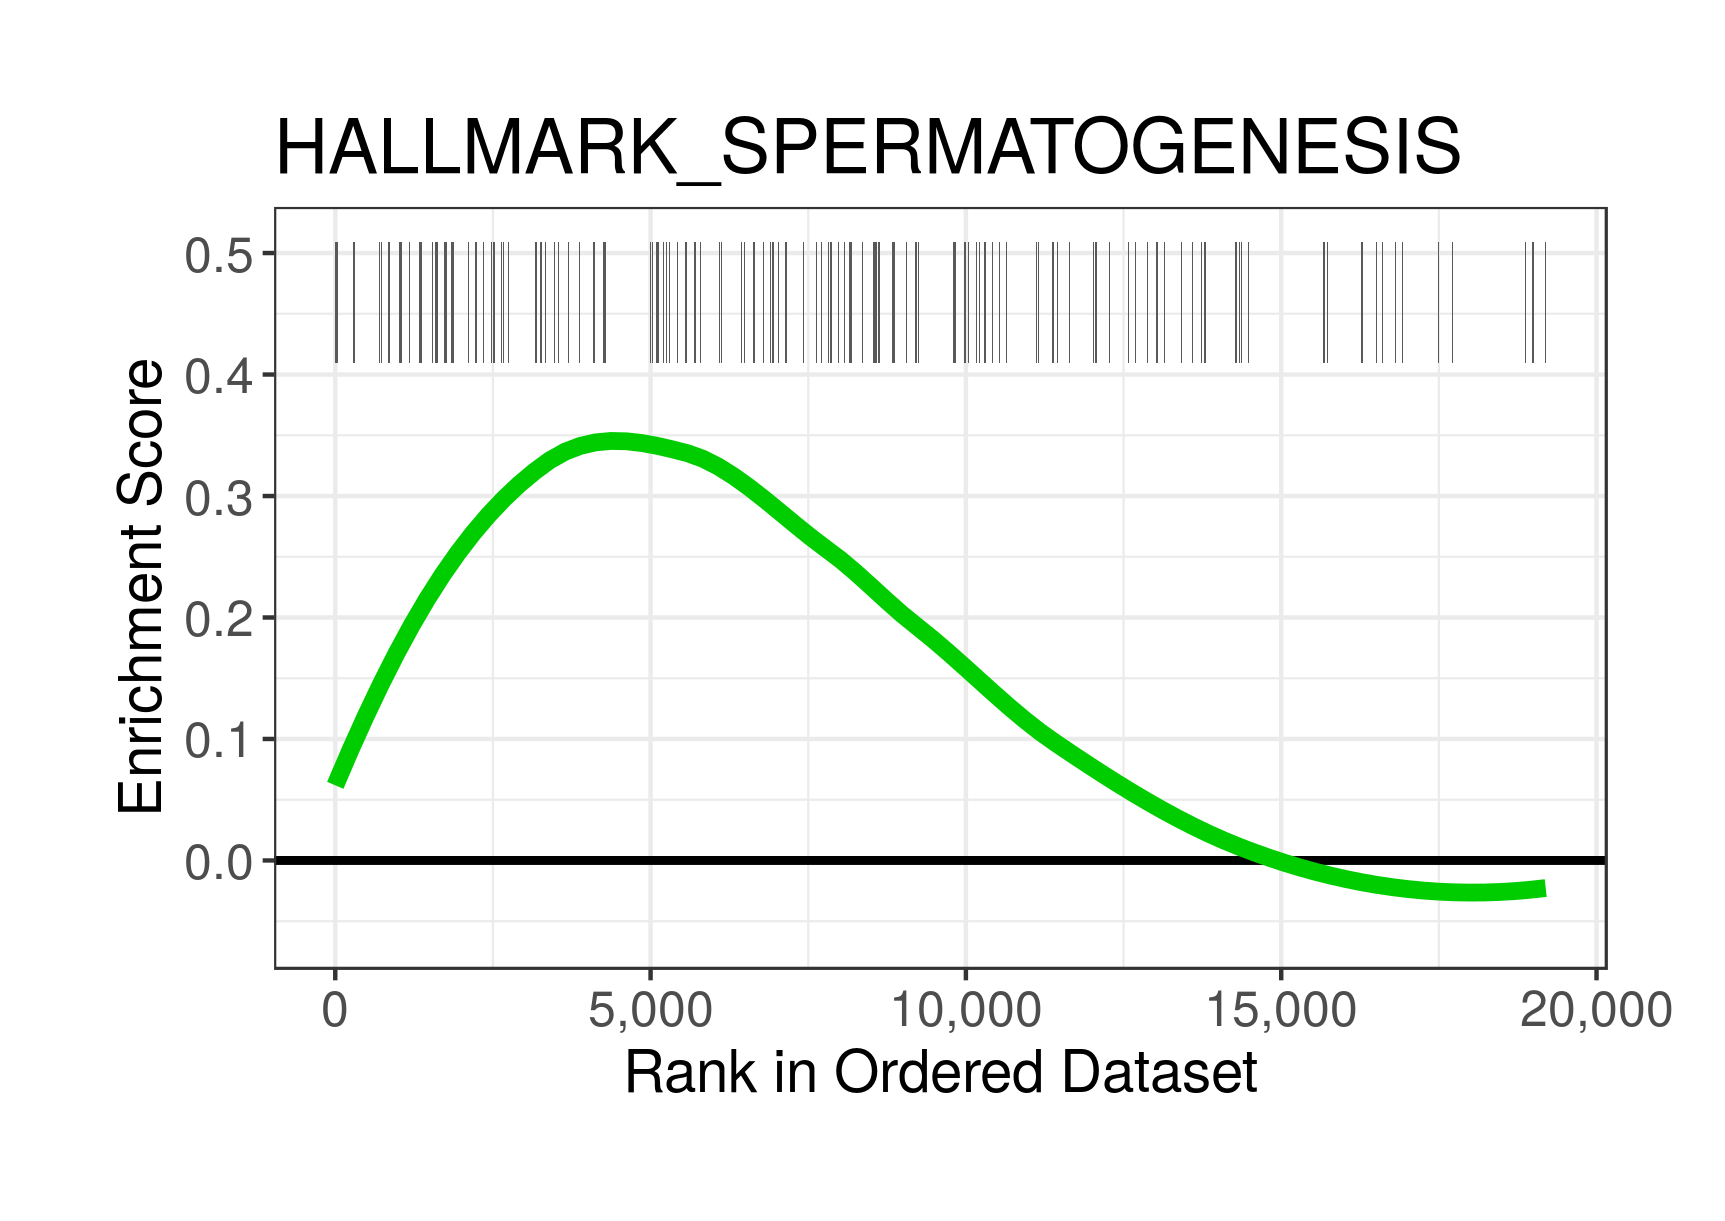 HALLMARK_SPERMATOGENESIS
Enrichment Score
0.5
0.4
0.3
0.2
0.1
0.0
0 5,000 10,000 15,000 20,000
Rank in Ordered Dataset